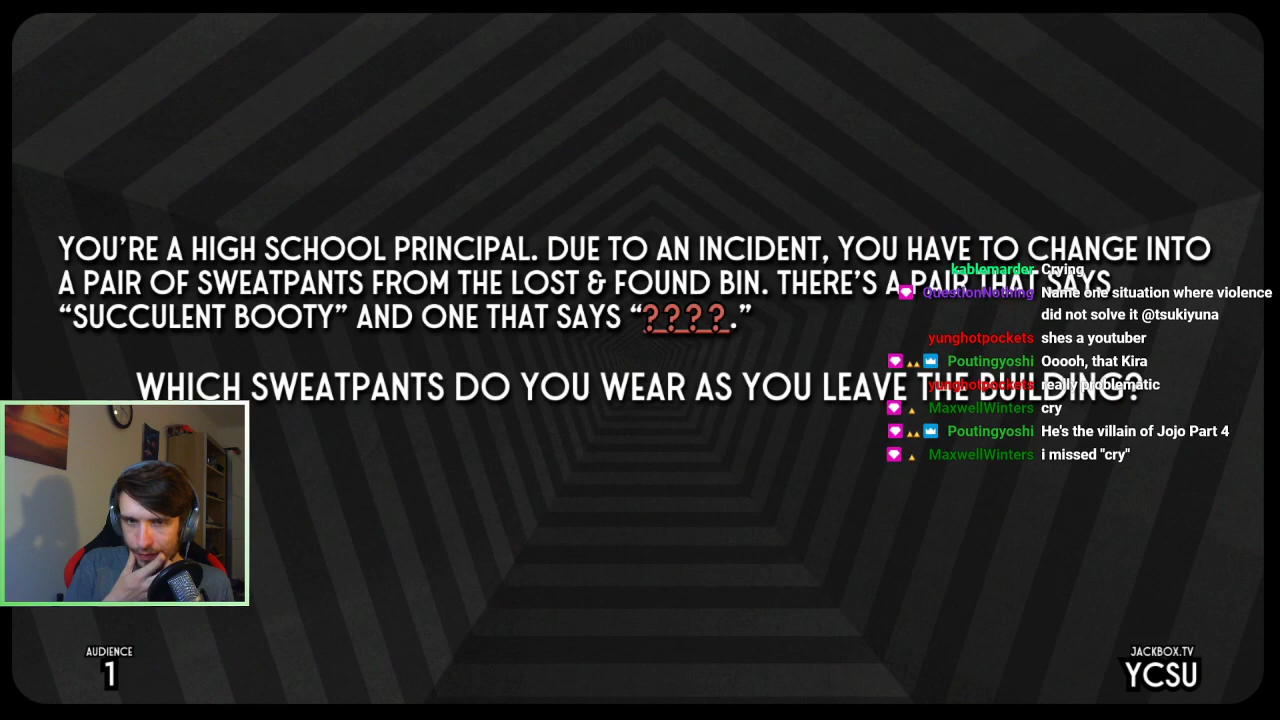 YOU'RE A HIGH SCHOOL PRINCIPAL. DUE TO AN INCIDENT, YOU HAVE TO CHANGE INTO
A PAIR OF SWEATPANTS FROM THE LOST & FOUND BIN. THERE'S A PAIR THAT SAYS
“SUCCULENT BOOTY” AND ONE THAT SAYS “????.”
WHICH SWEATPANTS DO YOU WEAR AS YOU LEAVE THE BUILDING?
kablemarder Crying
QuestionNothing Name one situation where violence
did not solve it @tsukiyuna
yunghotpockets shes a youtuber
Poutingyoshi Ooooh, that Kira
yunghotpockets really problematic
MaxwellWinters cry
Poutingyoshi He's the villain of Jojo Part 4
MaxwellWinters i missed "cry"
AUDIENCE
1
JACKBOX.TV
YCSU